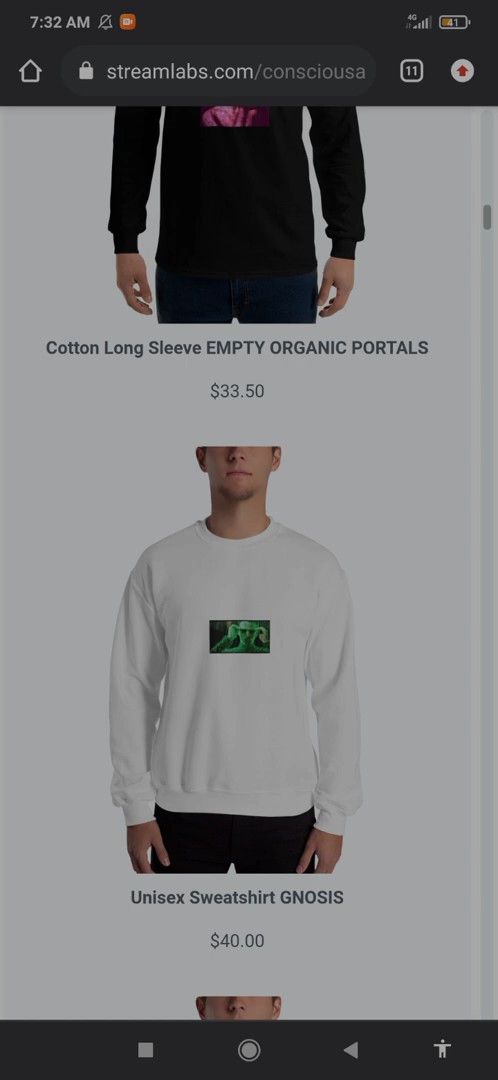 7:32 AM
4G
41
streamlabs.com/consciousa
11
Cotton Long Sleeve EMPTY ORGANIC PORTALS
$33.50
Unisex Sweatshirt GNOSIS
$40.00